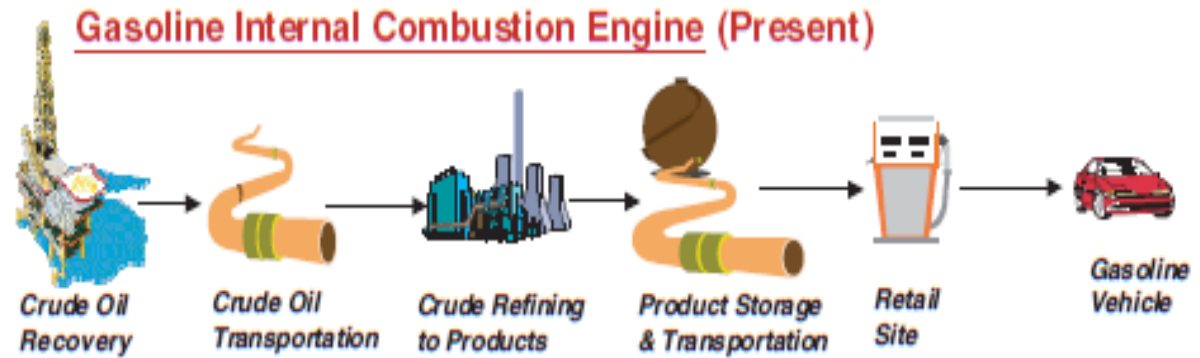 Gasoline Internal Combustion Engine (Present)
Crude Oil
Recovery
Crude Oil
Transportation
Crude Refining
to Products
Product Storage
& Transportation
Retail
Site
Gasoline
Vehicle